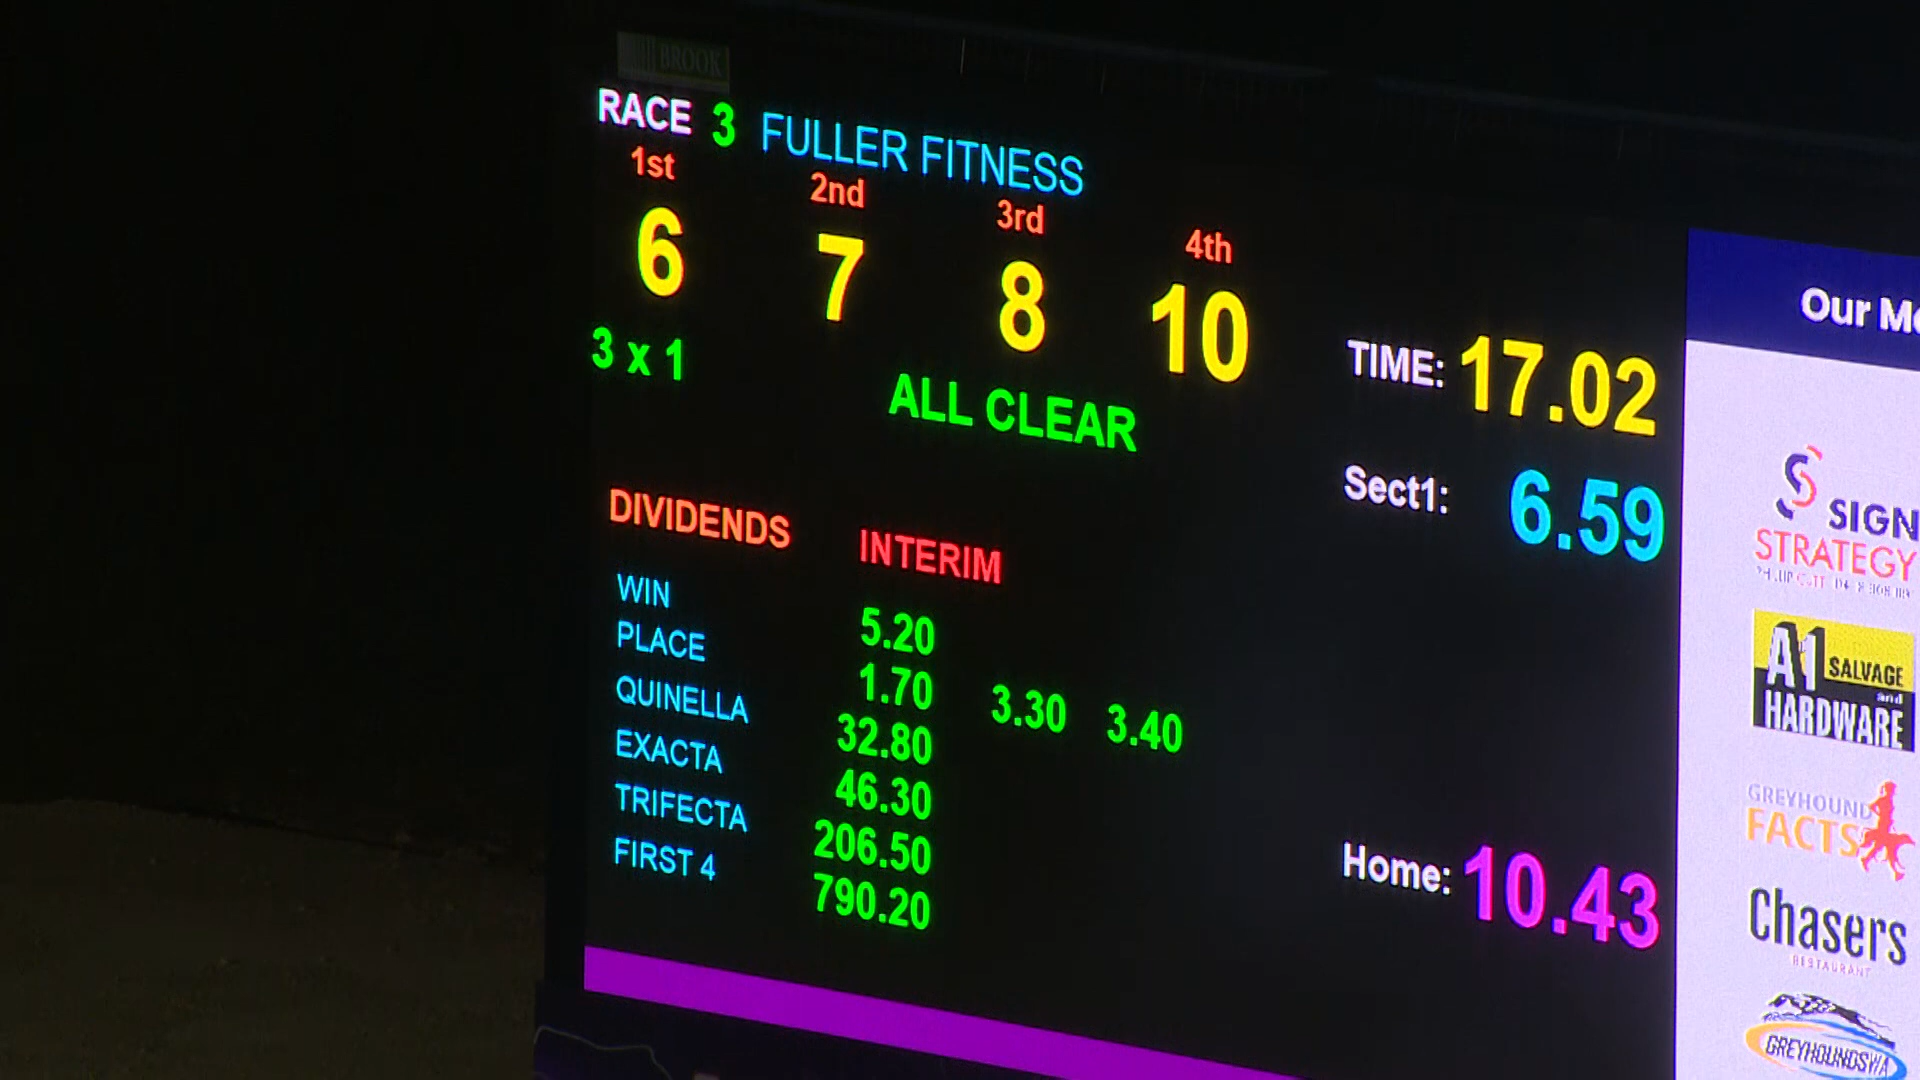 BROOK
RACE 3 FULLER FITNESS
1st 2nd 3rd 4th
6 7 8 10
3 x 1
ALL CLEAR
TIME: 17.02
Sect1: 6.59
Home: 10.43
DIVIDENDS INTERIM
WIN 5.20
PLACE 1.70 3.30 3.40
QUINELLA 32.80
EXACTA 46.30
TRIFECTA 206.50
FIRST 4 790.20
Our
SIGN
STRATEGY
A1 SALVAGE
and
HARDWARE
GREYHOUND
FACTS
Chasers
RESTAURANT
GREYHOUNDSWA